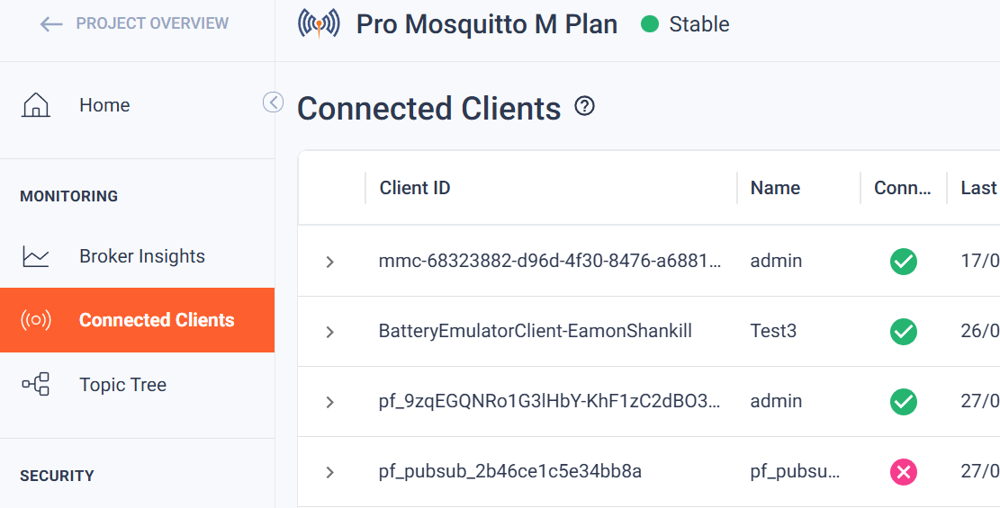 PROJECT OVERVIEW
Pro Mosquitto M Plan
Stable
Home
Connected Clients
MONITORING
Broker Insights
Connected Clients
Topic Tree
SECURITY
Client ID Name Conn... Last
mmc-68323882-d96d-4f30-8476-a6881... admin 17/0
BatteryEmulatorClient-EamonShankill Test3 26/0
pf_9zqEGQNRo1G3lHbY-KhF1zC2dBO3... admin 27/0
pf_pubsub_2b46ce1c5e34bb8a pf_pubsu... 27/0